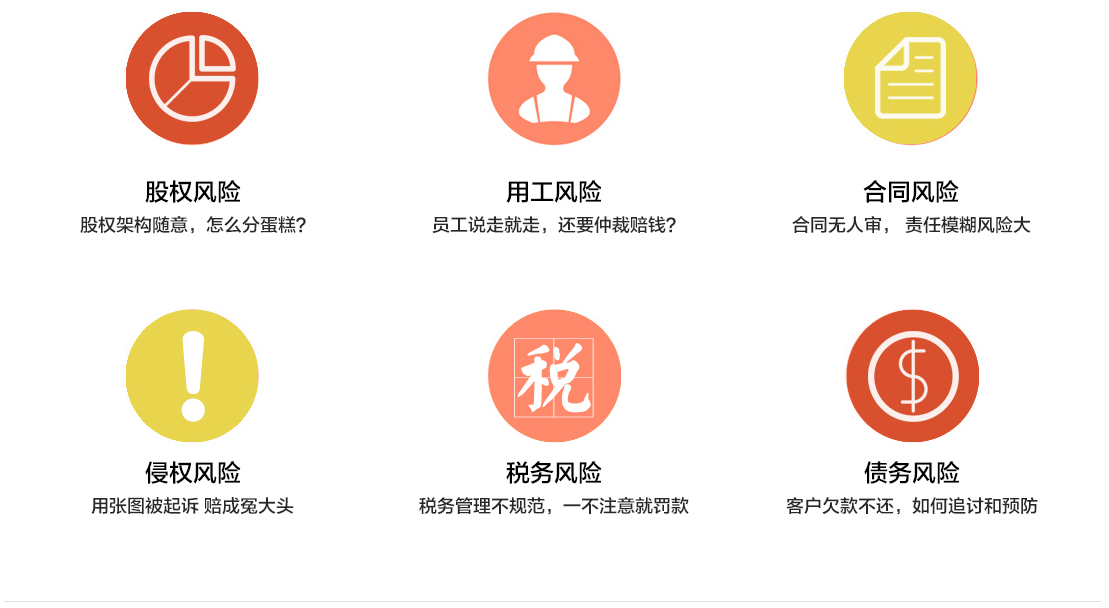 股权风险
股权架构随意，怎么分蛋糕？
用工风险
员工说走就走，还要仲裁赔钱？
合同风险
合同无人审， 责任模糊风险大
侵权风险
用张图被起诉 赔成冤大头
税
税务风险
税务管理不规范，一不注意就罚款
$
债务风险
客户欠款不还，如何追讨和预防